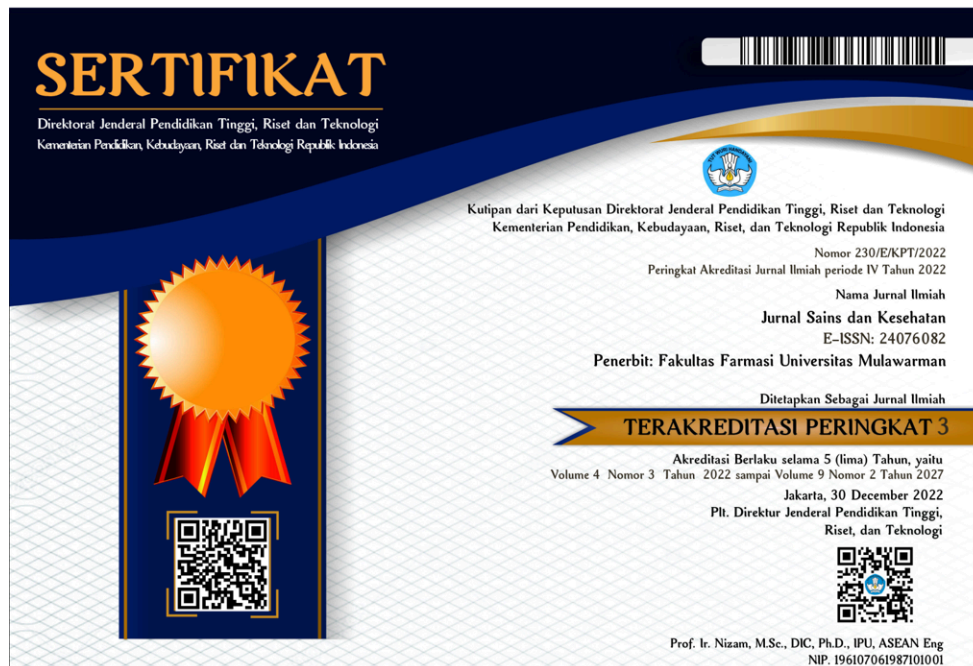 SERTIFIKAT
Direktorat Jenderal Pendidikan Tinggi, Riset dan Teknologi
Kementerian Pendidikan, Kebudayaan, Riset dan Teknologi Republik Indonesia
TUT WURI HANDAYANI
Kutipan dari Keputusan Direktorat Jenderal Pendidikan Tinggi, Riset dan Teknologi
Kementerian Pendidikan, Kebudayaan, Riset, dan Teknologi Republik Indonesia
Nomor 230/E/KPT/2022
Peringkat Akreditasi Jurnal Ilmiah periode IV Tahun 2022
Nama Jurnal Ilmiah
Jurnal Sains dan Kesehatan
E-ISSN: 24076082
Penerbit: Fakultas Farmasi Universitas Mulawarman
Ditetapkan Sebagai Jurnal Ilmiah
TERAKREDITASI PERINGKAT 3
Akreditasi Berlaku selama 5 (lima) Tahun, yaitu
Volume 4 Nomor 3 Tahun 2022 sampai Volume 9 Nomor 2 Tahun 2027
Jakarta, 30 December 2022
Plt. Direktur Jenderal Pendidikan Tinggi,
Riset, dan Teknologi
Prof. Ir. Nizam, M.Sc., DIC, Ph.D., IPU, ASEAN Eng
NIP. 196107061987101001